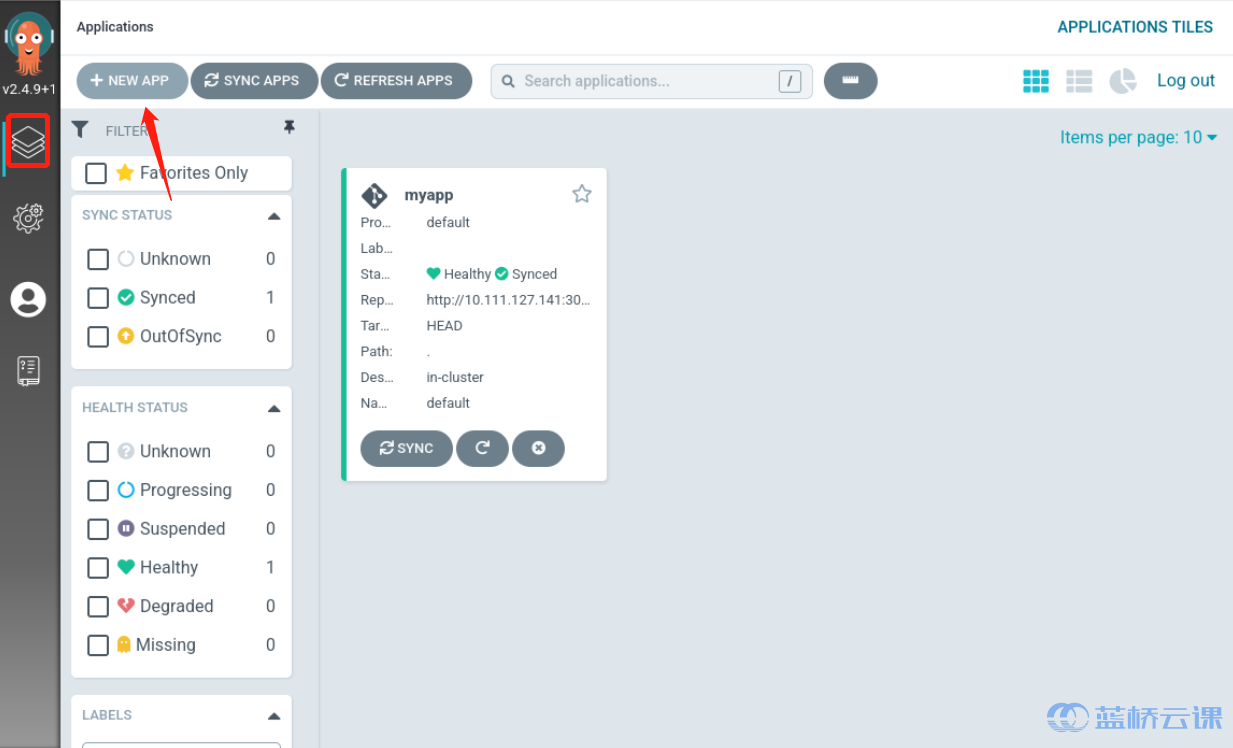 Applications
APPLICATIONS TILES
v2.4.9+1
NEW APP
SYNC APPS
REFRESH APPS
Search applications...
/
Log out
FILTER
Items per page: 10
Favorites Only
SYNC STATUS
Unknown 0
Synced 1
OutOfSync 0
HEALTH STATUS
Unknown 0
Progressing 0
Suspended 0
Healthy 1
Degraded 0
Missing 0
LABELS
myapp
Pro... default
Lab...
Sta... Healthy Synced
Rep... http://10.111.127.141:30...
Tar... HEAD
Path: .
Des... in-cluster
Na... default
SYNC
蓝桥云课